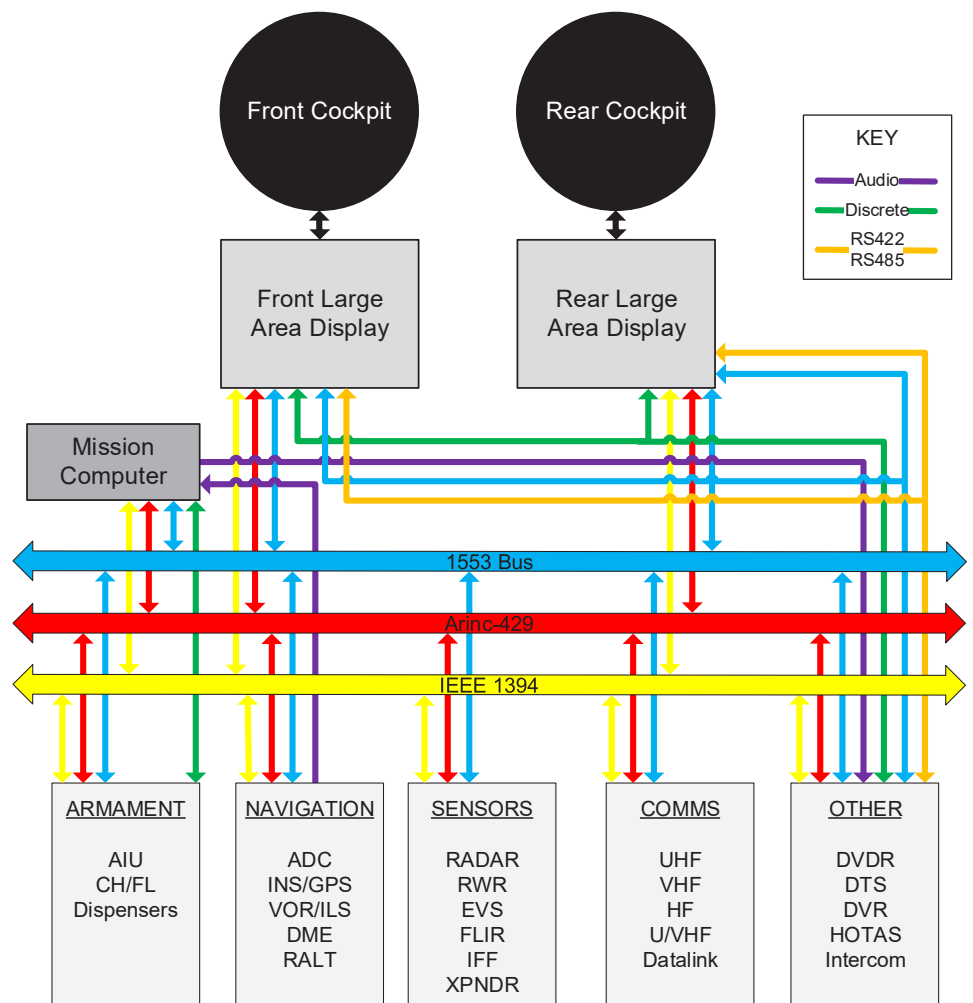 Front Cockpit
Rear Cockpit
KEY
Audio
Discrete
RS422
RS485
Front Large
Area Display
Rear Large
Area Display
Mission
Computer
1553 Bus
Arinc-429
IEEE 1394
ARMAMENT
AIU
CH/FL
Dispensers
NAVIGATION
ADC
INS/GPS
VOR/ILS
DME
RALT
SENSORS
RADAR
RWR
EVS
FLIR
IFF
XPNDR
COMMS
UHF
VHF
HF
U/VHF
Datalink
OTHER
DVDR
DTS
DVR
HOTAS
Intercom